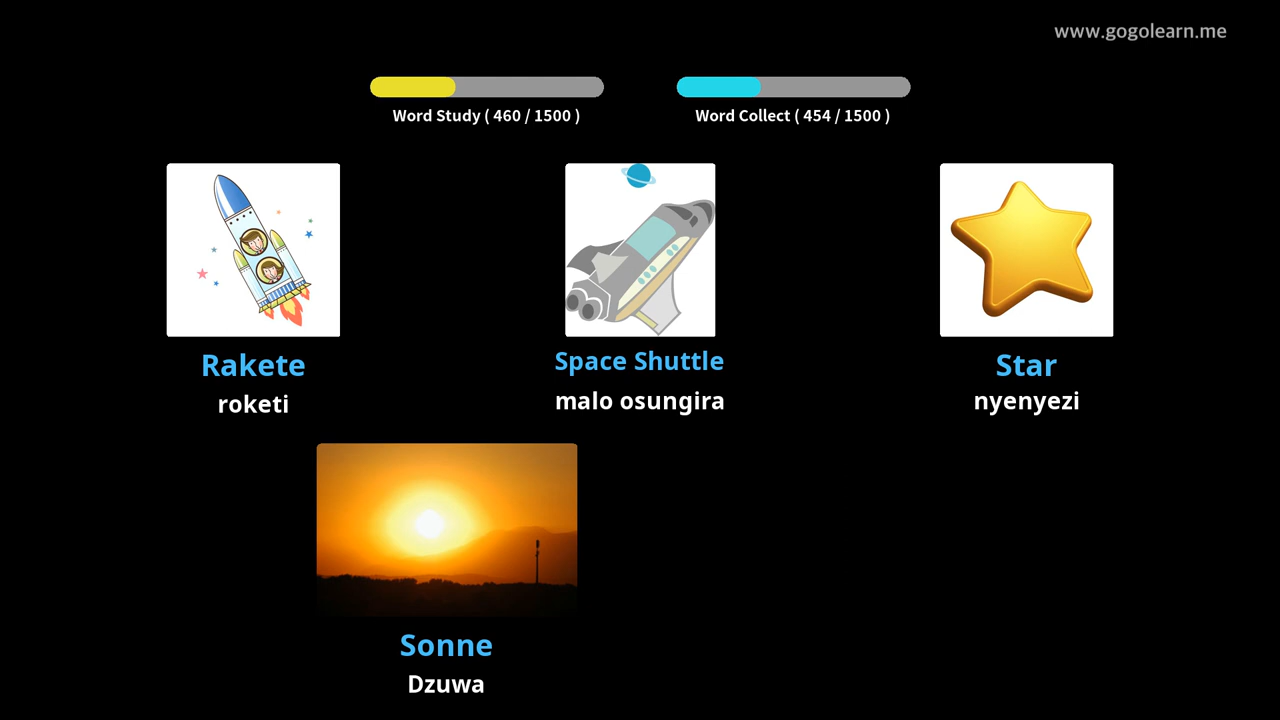 www.gogolearn.me
Word Study ( 460 / 1500 )
Word Collect ( 454 / 1500 )
Rakete
roketi
Space Shuttle
malo osungira
Star
nyenyezi
Sonne
Dzuwa